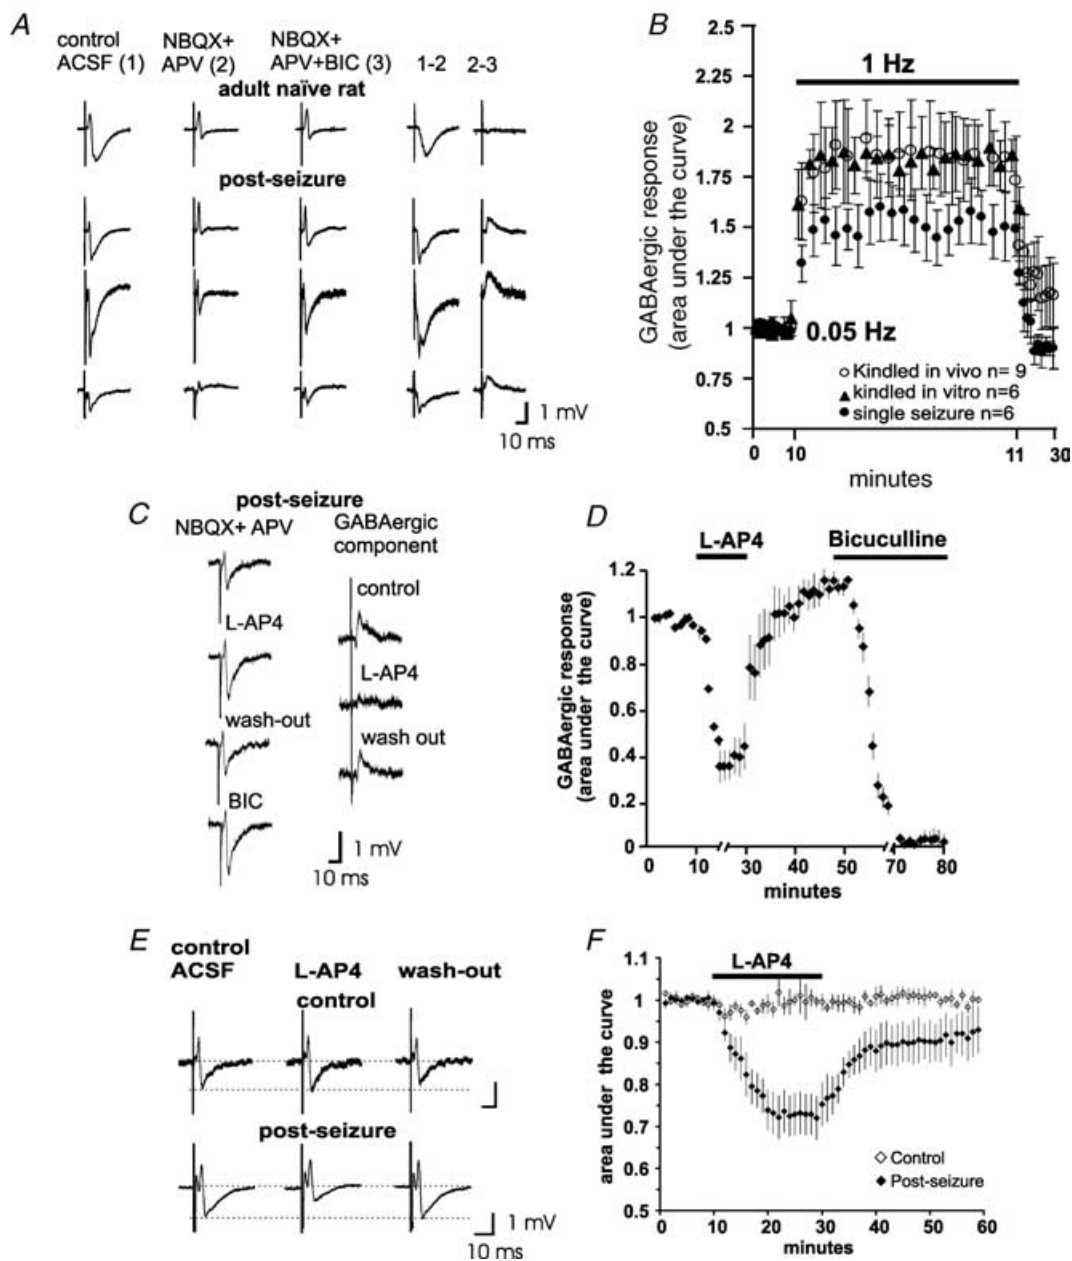 A
control
ACSF (1)
NBQX+
APV (2)
NBQX+
APV+BIC (3)
1-2
2-3
adult naïve rat
post-seizure
1 mV
10 ms
B
GABAergic response
(area under the curve)
2.5
2.25
2
1.75
1.5
1.25
1
0.75
0.5
1 Hz
0.05 Hz
Kindled in vivo n= 9
kindled in vitro n=6
single seizure n=6
0
10
11
30
minutes
C
post-seizure
NBQX+ APV
GABAergic
component
control
L-AP4
L-AP4
wash-out
wash out
BIC
1 mV
10 ms
D
L-AP4
Bicuculline
GABAergic response
(area under the curve)
1.2
1
0.8
0.6
0.4
0.2
0
0
10
20
30
40
50
60
70
80
minutes
E
control
ACSF
L-AP4
wash-out
control
post-seizure
1 mV
10 ms
F
L-AP4
area under the curve
1.1
1
0.9
0.8
0.7
0.6
0.5
Control
Post-seizure
0
10
20
30
40
50
60
minutes